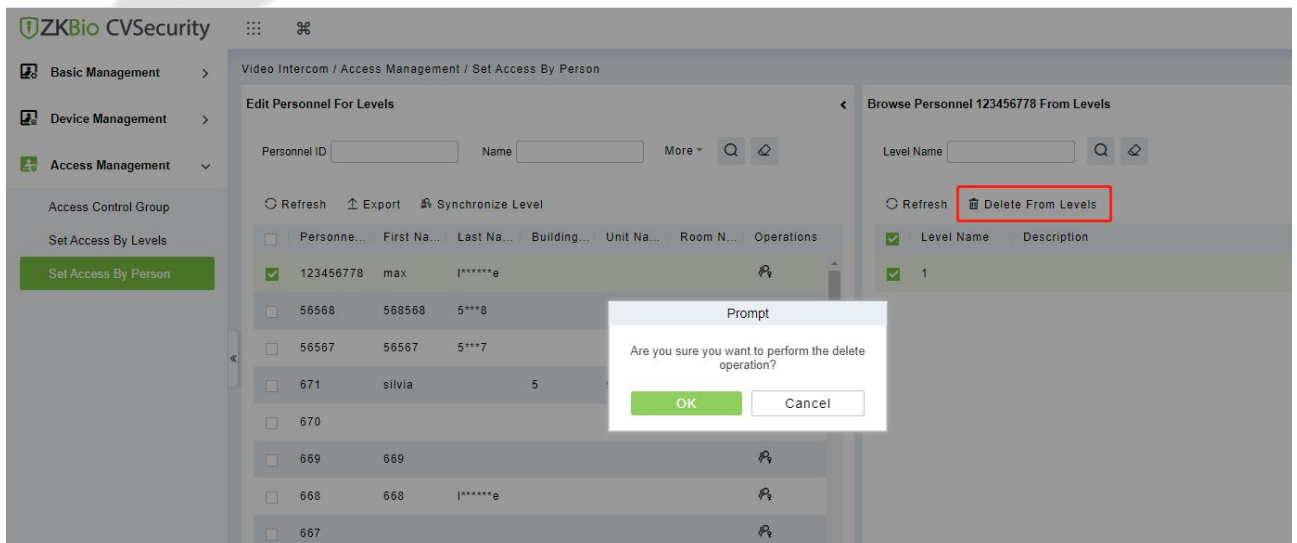 ZKBio CVSecurity
Basic Management
Device Management
Access Management
Access Control Group
Set Access By Levels
Set Access By Person
Video Intercom / Access Management / Set Access By Person
Edit Personnel For Levels
Personnel ID Name More
Refresh Export Synchronize Level
Personne... First Na... Last Na... Building... Unit Na... Room N... Operations
123456778 max l******e
56568 568568 5***8
56567 56567 5***7
671 silvia 5
670
669 669
668 668 l******e
667
Browse Personnel 123456778 From Levels
Level Name
Refresh Delete From Levels
Level Name Description
1
Prompt
Are you sure you want to perform the delete
operation?
OK Cancel